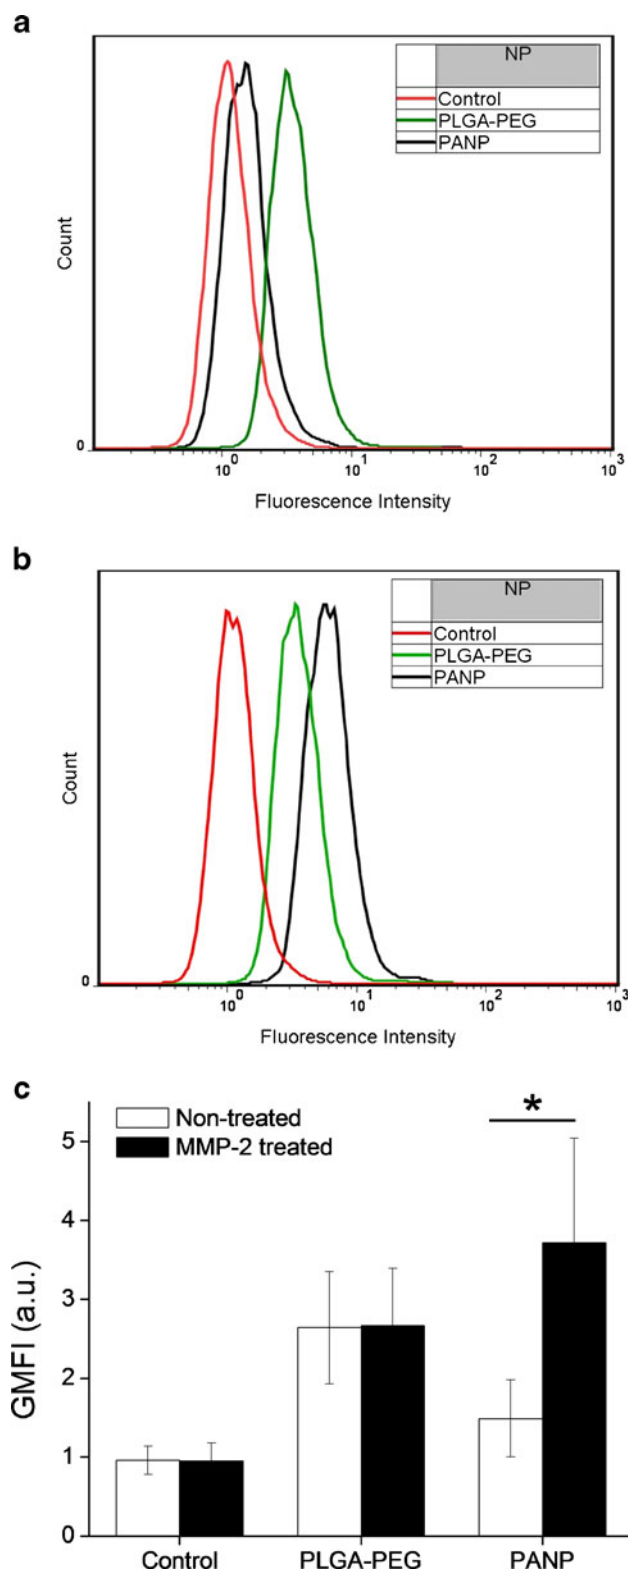 a
NP
Control
PLGA-PEG
PANP
Count
0
10⁰ 10¹ 10² 10³
Fluorescence Intensity
b
NP
Control
PLGA-PEG
PANP
Count
0
10⁰ 10¹ 10² 10³
Fluorescence Intensity
c
Non-treated
MMP-2 treated
*
GMFI (a.u.)
5
4
3
2
1
0
Control PLGA-PEG PANP